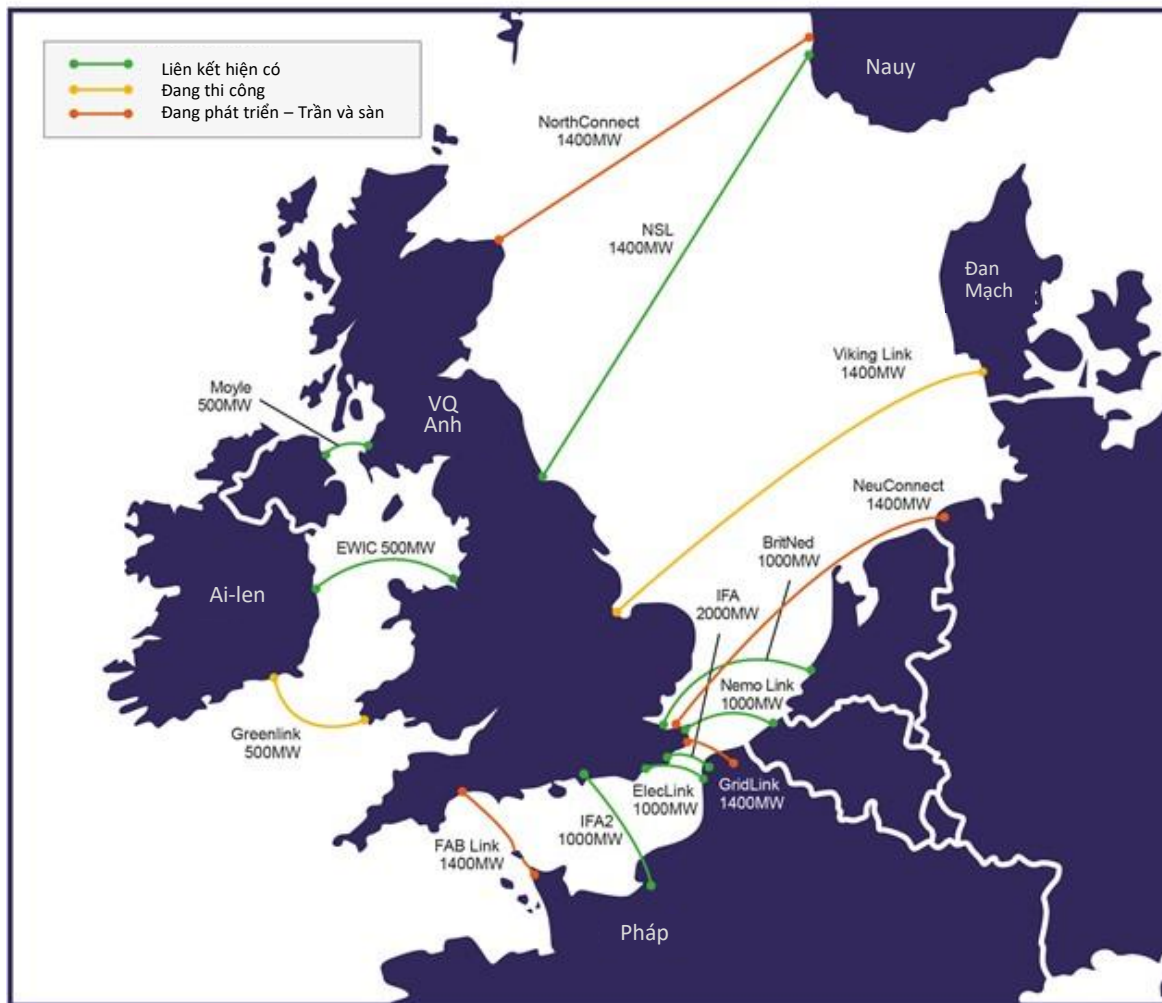 Liên kết hiện có
Đang thi công
Đang phát triển – Trần và sàn
Nauy
NorthConnect
1400MW
NSL
1400MW
Đan
Mạch
Viking Link
1400MW
Moyle
500MW
VQ
Anh
NeuConnect
1400MW
BritNed
1000MW
EWIC 500MW
IFA
2000MW
Ai-len
Nemo Link
1000MW
Greenlink
500MW
ElecLink
1000MW
GridLink
1400MW
IFA2
1000MW
FAB Link
1400MW
Pháp